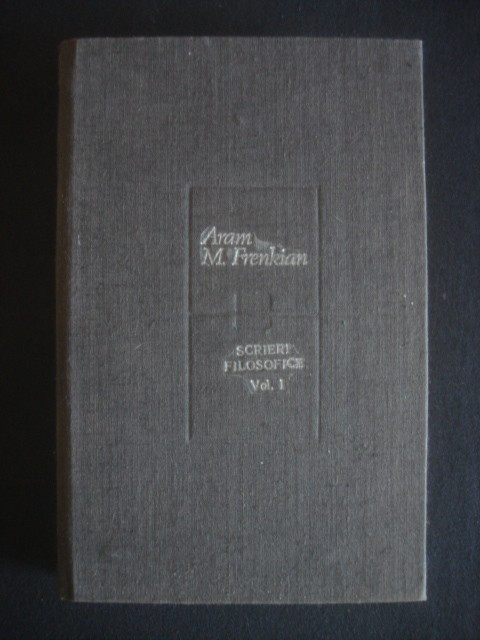 Aram
M. Frenkian
SCRIERI
FILOSOFICE
Vol. 1